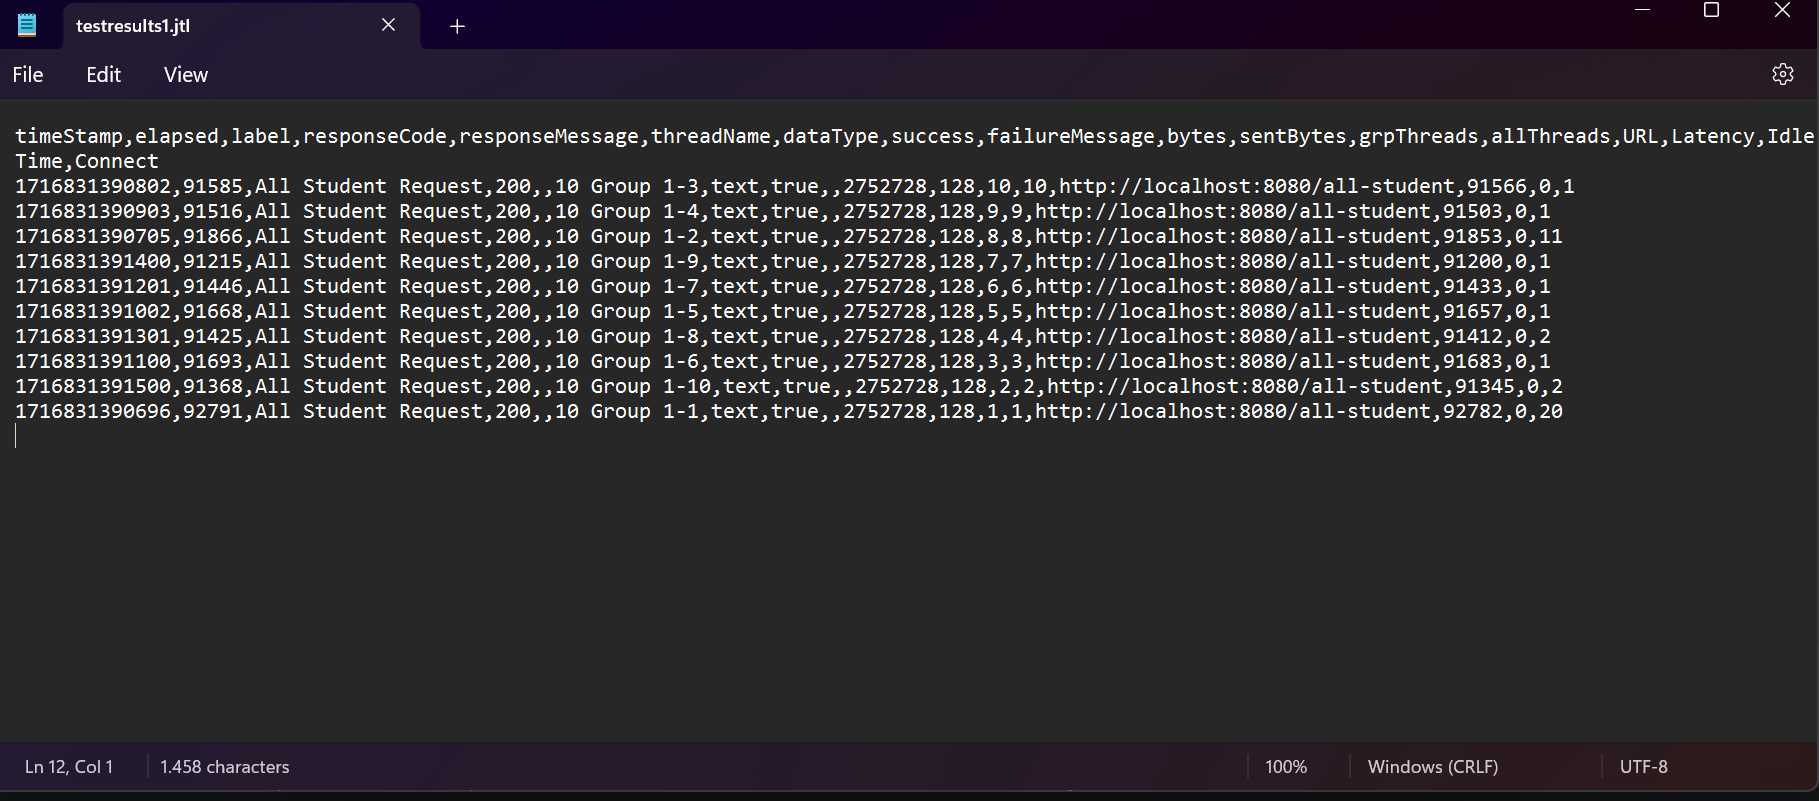 testresults1.jtl
File Edit View
timeStamp,elapsed,label,responseCode,responseMessage,threadName,dataType,success,failureMessage,bytes,sentBytes,grpThreads,allThreads,URL,Latency,Idle
Time,Connect
1716831390802,91585,All Student Request,200,,10 Group 1-3,text,true,,2752728,128,10,10,http://localhost:8080/all-student,91566,0,1
1716831390903,91516,All Student Request,200,,10 Group 1-4,text,true,,2752728,128,9,9,http://localhost:8080/all-student,91503,0,1
1716831390705,91866,All Student Request,200,,10 Group 1-2,text,true,,2752728,128,8,8,http://localhost:8080/all-student,91853,0,11
1716831391400,91215,All Student Request,200,,10 Group 1-9,text,true,,2752728,128,7,7,http://localhost:8080/all-student,91200,0,1
1716831391201,91446,All Student Request,200,,10 Group 1-7,text,true,,2752728,128,6,6,http://localhost:8080/all-student,91433,0,1
1716831391002,91668,All Student Request,200,,10 Group 1-5,text,true,,2752728,128,5,5,http://localhost:8080/all-student,91657,0,1
1716831391301,91425,All Student Request,200,,10 Group 1-8,text,true,,2752728,128,4,4,http://localhost:8080/all-student,91412,0,2
1716831391100,91693,All Student Request,200,,10 Group 1-6,text,true,,2752728,128,3,3,http://localhost:8080/all-student,91683,0,1
1716831391500,91368,All Student Request,200,,10 Group 1-10,text,true,,2752728,128,2,2,http://localhost:8080/all-student,91345,0,2
1716831390696,92791,All Student Request,200,,10 Group 1-1,text,true,,2752728,128,1,1,http://localhost:8080/all-student,92782,0,20
Ln 12, Col 1 1.458 characters 100% Windows (CRLF) UTF-8